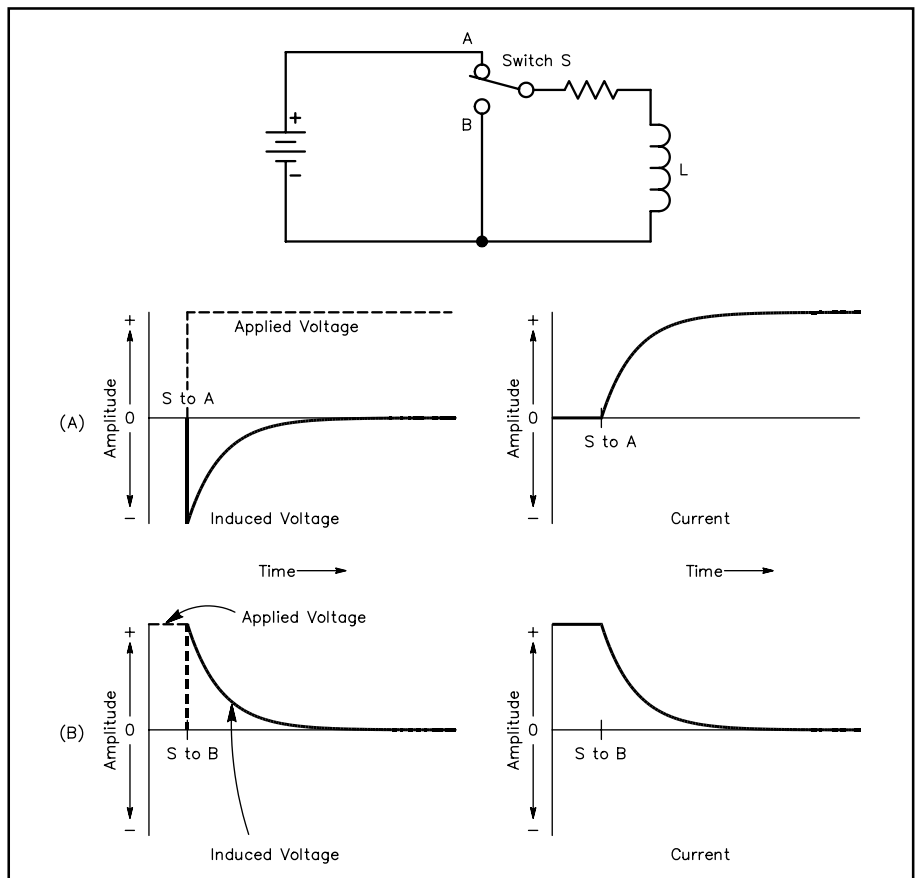 A
Switch S
+
B
L
−
+
Applied Voltage
+
S to A
(A)
Amplitude
0
Amplitude
0
S to A
−
Induced Voltage
−
Current
Time
Time
Applied Voltage
+
+
(B)
Amplitude
0
Amplitude
0
S to B
S to B
−
−
Induced Voltage
Current